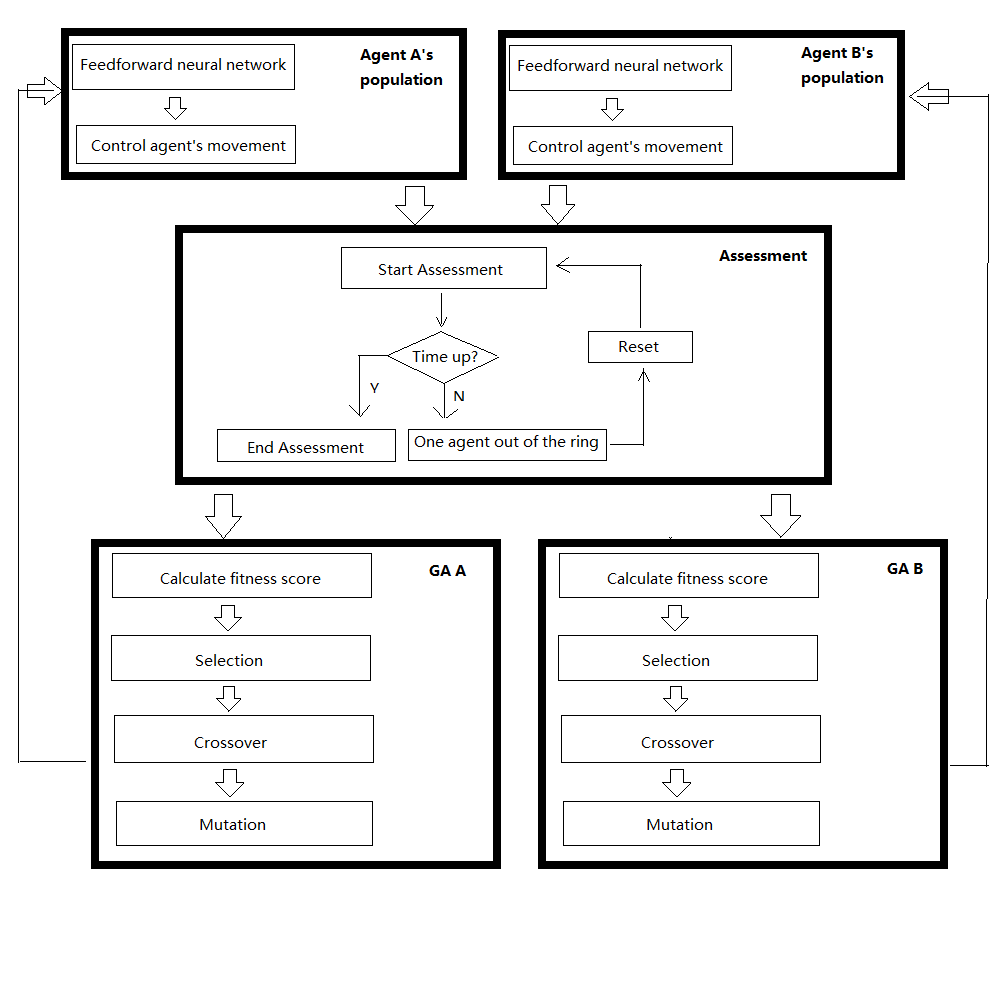 Feedforward neural network
Agent A's
population
Control agent's movement
Feedforward neural network
Agent B's
population
Control agent's movement
Assessment
Start Assessment
Time up?
Reset
Y
N
End Assessment
One agent out of the ring
GA A
Calculate fitness score
Selection
Crossover
Mutation
GA B
Calculate fitness score
Selection
Crossover
Mutation